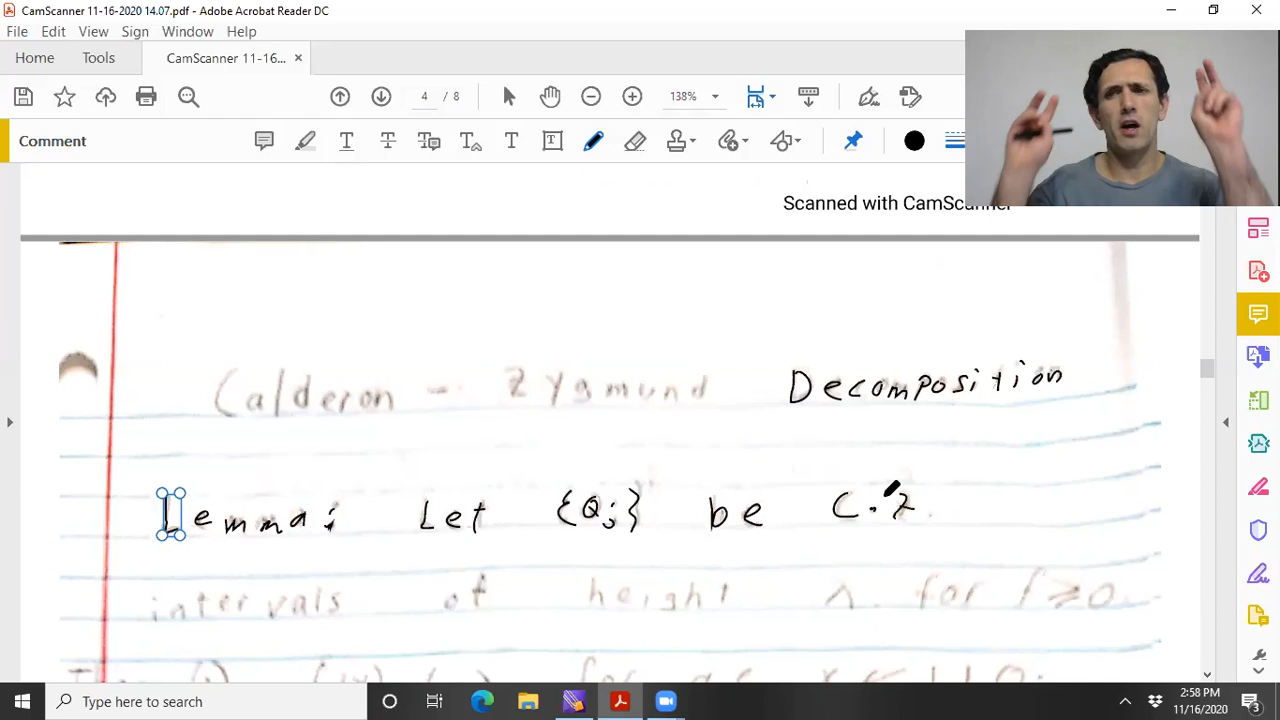 CamScanner 11-16-2020 14.07.pdf - Adobe Acrobat Reader DC
File Edit View Sign Window Help
Home Tools CamScanner 11-16... ×
4 / 8 138%
Comment
Scanned with CamScanner
Calderon - Zygmund Decomposition
Lemma: Let {Qj} be C.Z
intervals of height λ for f≥0.
Type here to search
2:58 PM
11/16/2020
3